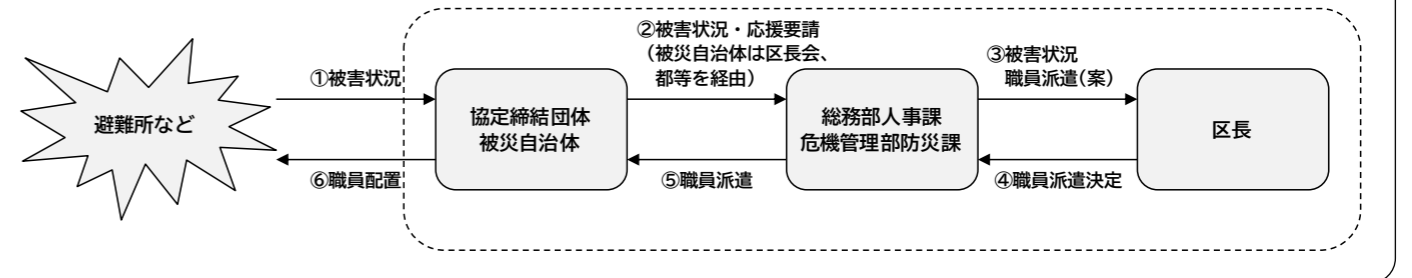 避難所など
①被害状況
⑥職員配置
協定締結団体
被災自治体
②被害状況・応援要請
（被災自治体は区長会、
都等を経由）
⑤職員派遣
総務部人事課
危機管理部防災課
③被害状況
職員派遣（案）
④職員派遣決定
区長